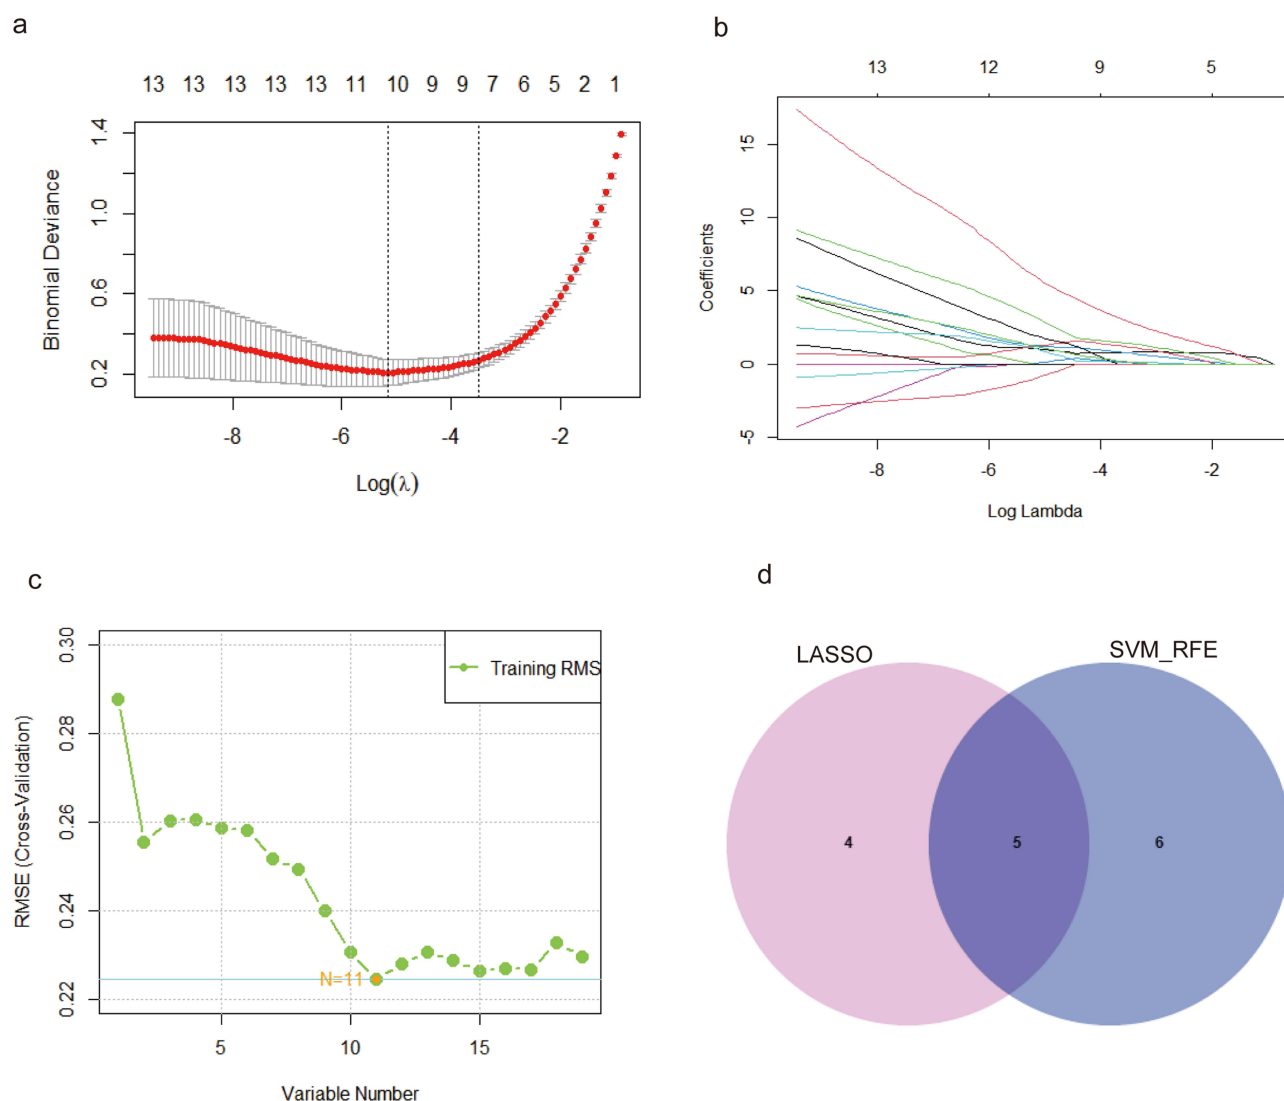 a
13 13 13 13 13 11 10 9 9 7 6 5 2 1
Binomial Deviance
1.4
1.0
0.6
0.2
-8 -6 -4 -2
Log(λ)
b
13 12 9 5
Coefficients
15
10
5
0
-5
-8 -6 -4 -2
Log Lambda
c
RMSE (Cross-Validation)
0.30
0.28
0.26
0.24
0.22
Training RMS
N=11
5 10 15
Variable Number
d
LASSO SVM_RFE
4 5 6